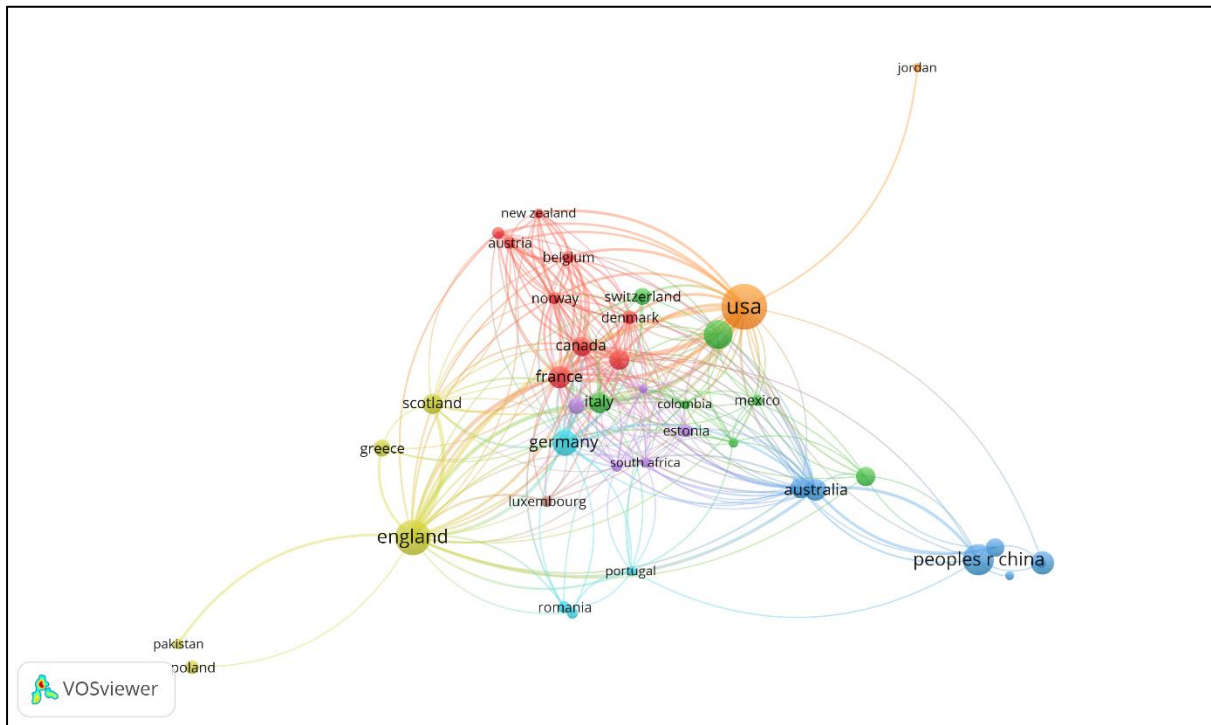 jordan
new zealand
austria
belgium
norway
switzerland
denmark
usa
canada
france
italy
colombia
mexico
scotland
estonia
germany
greece
south africa
australia
luxembourg
england
peoples r china
portugal
romania
pakistan
poland
VOSviewer